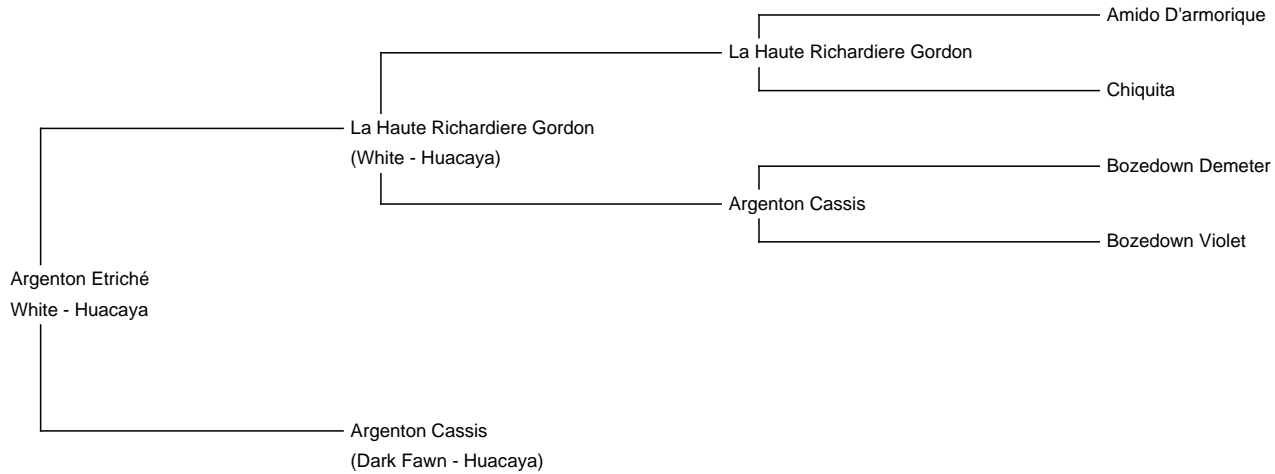 Amido D'armorique
La Haute Richardiere Gordon
Chiquita
La Haute Richardiere Gordon
(White - Huacaya)
Bozedown Demeter
Argenton Cassis
Bozedown Violet
Argenton Etriché
White - Huacaya
Argenton Cassis
(Dark Fawn - Huacaya)